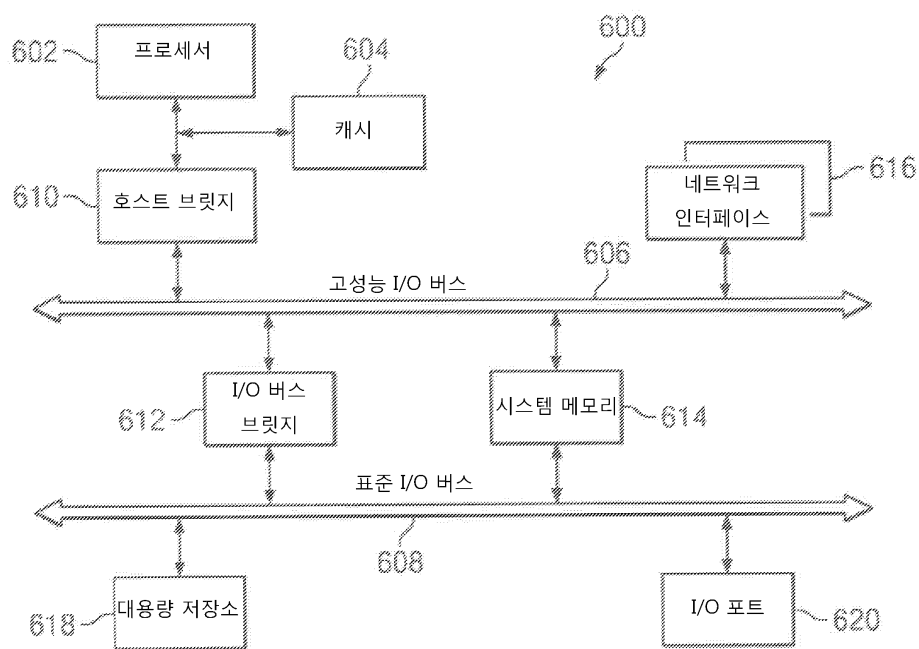 602
프로세서
604
600
캐시
610
호스트 브릿지
네트워크
인터페이스
616
606
고성능 I/O 버스
612
I/O 버스
브릿지
시스템 메모리
614
표준 I/O 버스
608
618
대용량 저장소
I/O 포트
620